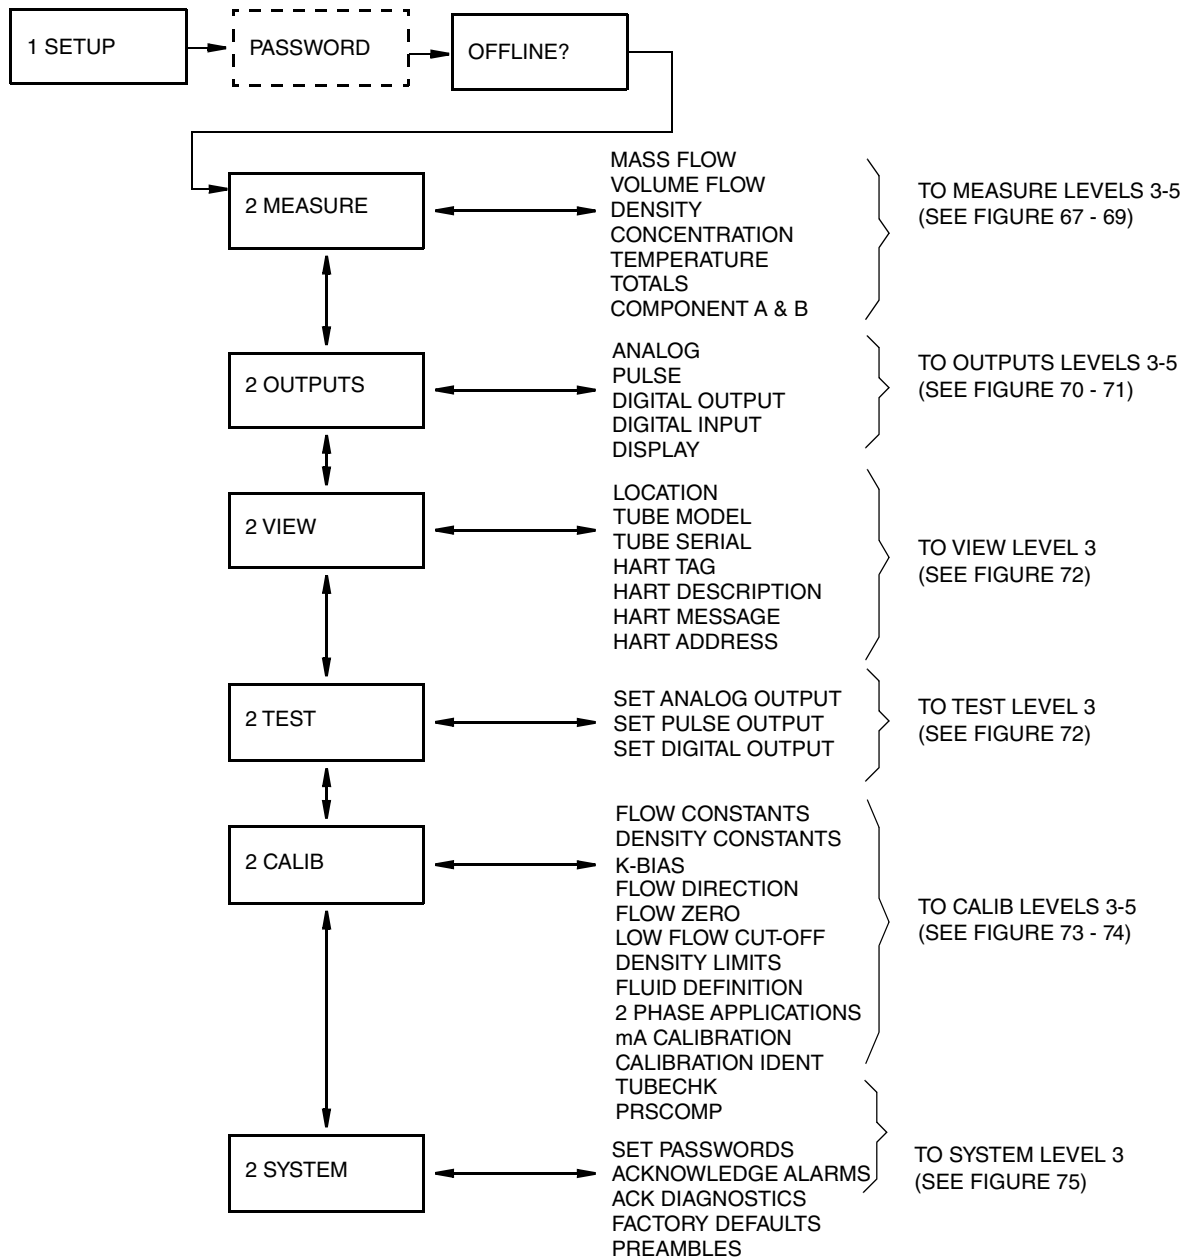 1 SETUP
PASSWORD
OFFLINE?
2 MEASURE
MASS FLOW
VOLUME FLOW
DENSITY
CONCENTRATION
TEMPERATURE
TOTALS
COMPONENT A & B
TO MEASURE LEVELS 3-5
(SEE FIGURE 67 - 69)
2 OUTPUTS
ANALOG
PULSE
DIGITAL OUTPUT
DIGITAL INPUT
DISPLAY
TO OUTPUTS LEVELS 3-5
(SEE FIGURE 70 - 71)
2 VIEW
LOCATION
TUBE MODEL
TUBE SERIAL
HART TAG
HART DESCRIPTION
HART MESSAGE
HART ADDRESS
TO VIEW LEVEL 3
(SEE FIGURE 72)
2 TEST
SET ANALOG OUTPUT
SET PULSE OUTPUT
SET DIGITAL OUTPUT
TO TEST LEVEL 3
(SEE FIGURE 72)
2 CALIB
FLOW CONSTANTS
DENSITY CONSTANTS
K-BIAS
FLOW DIRECTION
FLOW ZERO
LOW FLOW CUT-OFF
DENSITY LIMITS
FLUID DEFINITION
2 PHASE APPLICATIONS
mA CALIBRATION
CALIBRATION IDENT
TUBECHK
PRSCOMP
TO CALIB LEVELS 3-5
(SEE FIGURE 73 - 74)
2 SYSTEM
SET PASSWORDS
ACKNOWLEDGE ALARMS
ACK DIAGNOSTICS
FACTORY DEFAULTS
PREAMBLES
TO SYSTEM LEVEL 3
(SEE FIGURE 75)